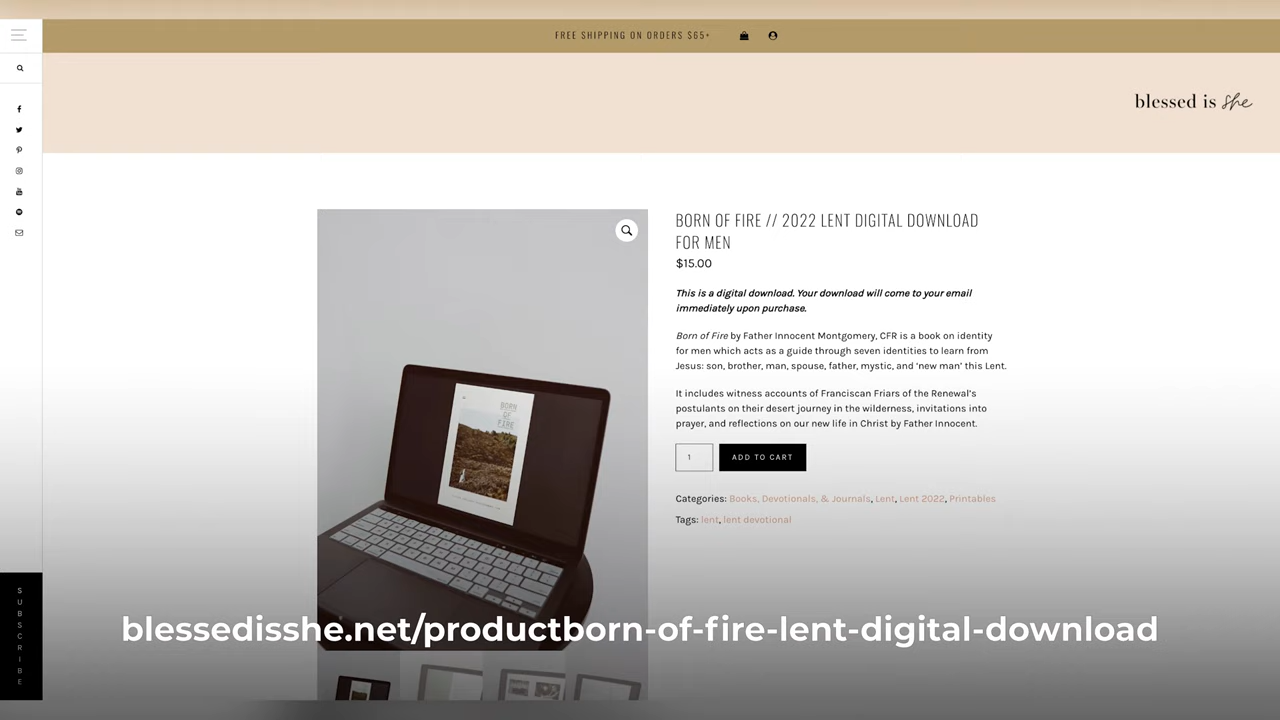 FREE SHIPPING ON ORDERS $65+
blessed is she
BORN OF FIRE // 2022 LENT DIGITAL DOWNLOAD
FOR MEN
$15.00
This is a digital download. Your download will come to your email
immediately upon purchase.
Born of Fire by Father Innocent Montgomery, CFR is a book on identity
for men which acts as a guide through seven identities to learn from
Jesus: son, brother, man, spouse, father, mystic, and ‘new man’ this Lent.
It includes witness accounts of Franciscan Friars of the Renewal’s
postulants on their desert journey in the wilderness, invitations into
prayer, and reflections on our new life in Christ by Father Innocent.
1
ADD TO CART
Categories: Books, Devotionals, & Journals, Lent, Lent 2022, Printables
Tags: lent, lent devotional
BORN
OF
FIRE
SUBSCRIBE
blessedisshe.net/productborn-of-fire-lent-digital-download